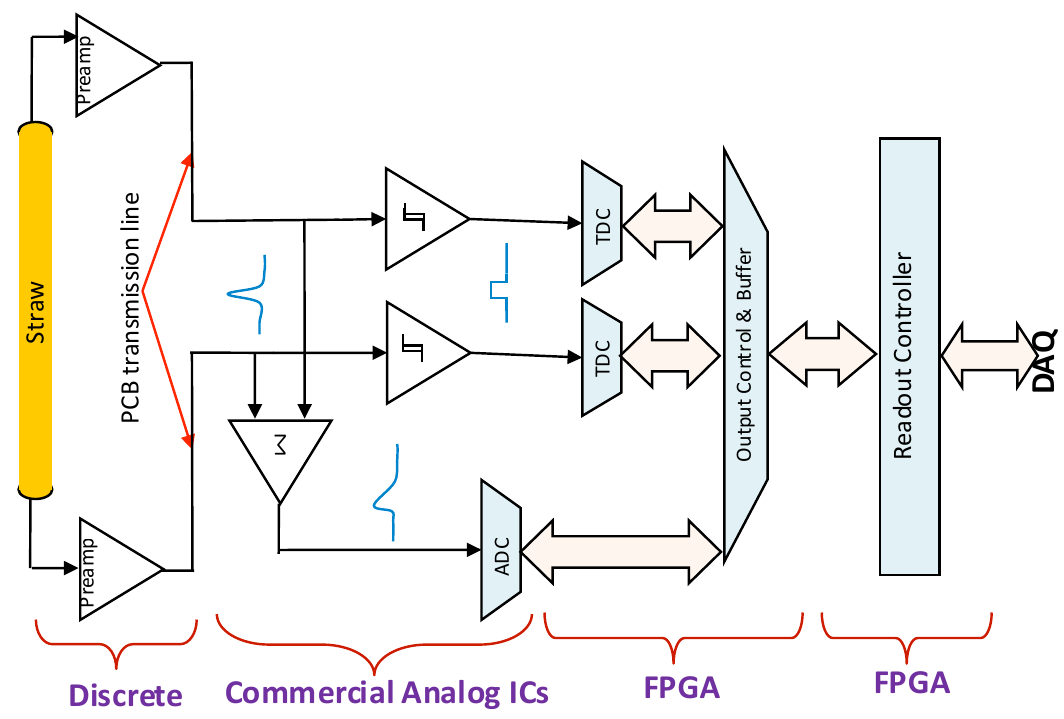 Preamp
Straw
PCB transmission line
Preamp
Σ
TDC
TDC
ADC
Output Control & Buffer
Readout Controller
DAQ
Discrete
Commercial Analog ICs
FPGA
FPGA